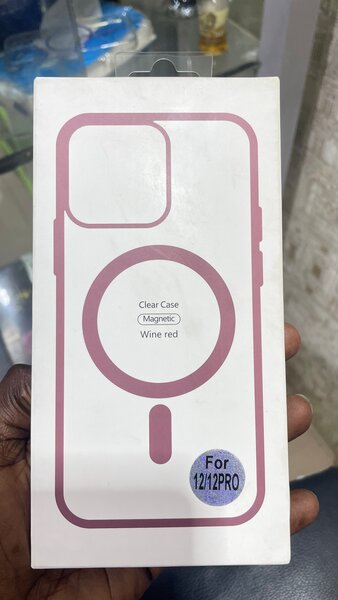 Clear Case
Magnetic
Wine red
For
12/12PRO